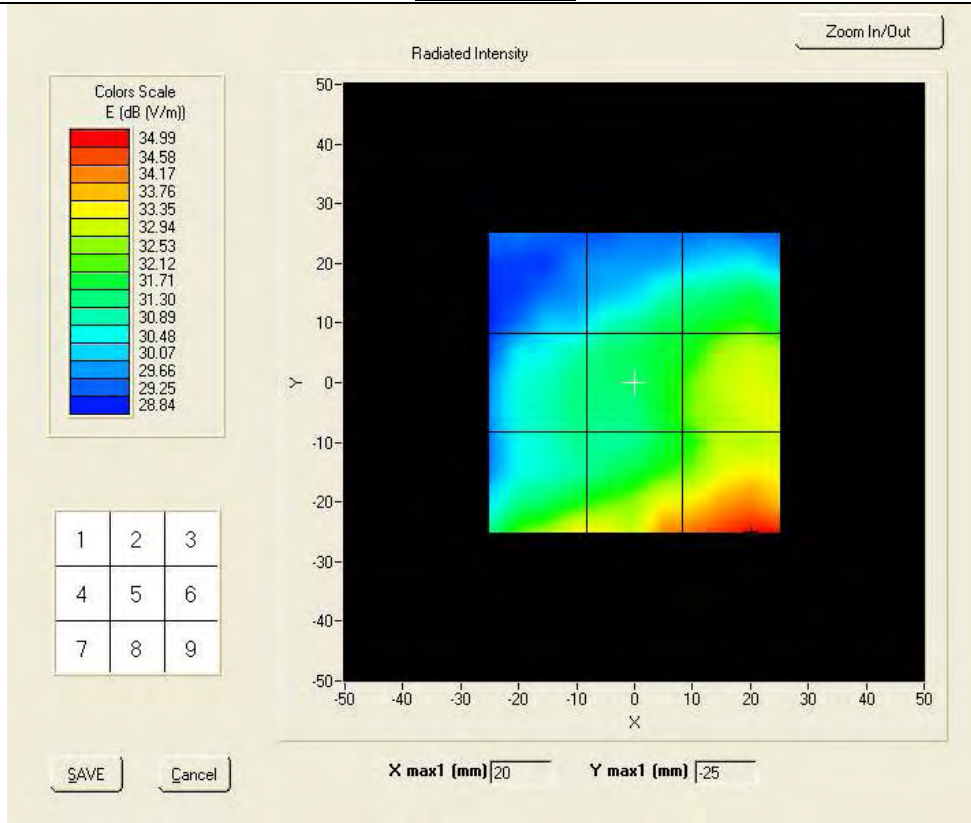 Zoom In/Out
Radiated Intensity
Colors Scale
E (dB (V/m))
34.99
34.58
34.17
33.76
33.35
32.94
32.53
32.12
31.71
31.30
30.89
30.48
30.07
29.66
29.25
28.84
50
40
30
20
10
0
-10
-20
-30
-40
-50
Y
-50 -40 -30 -20 -10 0 10 20 30 40 50
X
1 2 3
4 5 6
7 8 9
SAVE Cancel
X max1 (mm) 20 Y max1 (mm) -25